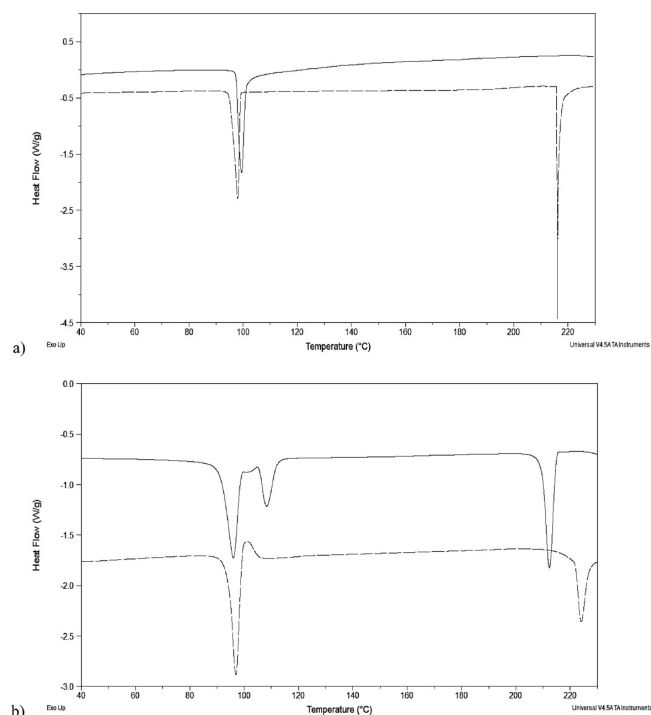 0.5
-0.5
-1.5
-2.5
-3.5
-4.5
Heat Flow (W/g)
40 60 80 100 120 140 160 180 200 220
a) Exo Up Temperature (°C) Universal V4.5A TA Instruments
0.0
-0.5
-1.0
-1.5
-2.0
-2.5
-3.0
Heat Flow (W/g)
40 60 80 100 120 140 160 180 200 220
b) Exo Up Temperature (°C) Universal V4.5A TA Instruments